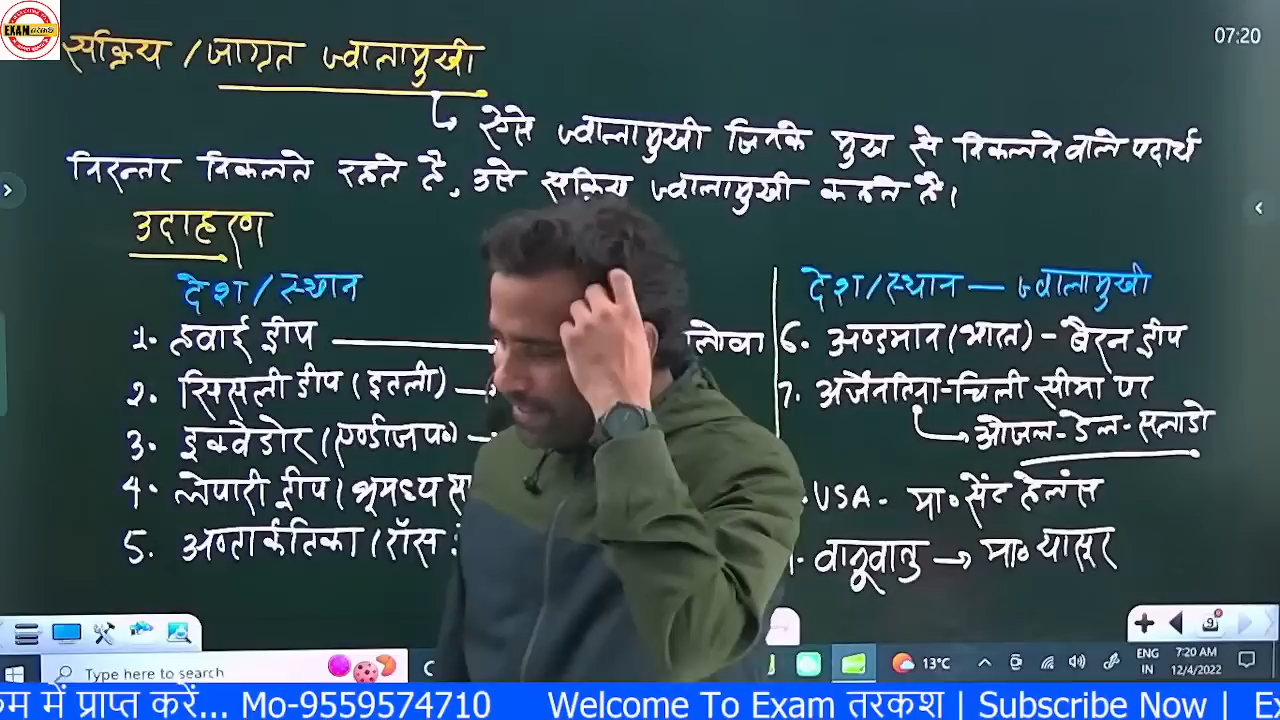 EXAM तरकश
07:20
सक्रिय / जाग्रत ज्वालामुखी
ऐसे ज्वालामुखी जिनके मुख से निकलने वाले पदार्थ
निरन्तर निकलते रहते है, उसे सक्रिय ज्वालामुखी कहते है।
उदाहरण
देश / स्थान
1. हवाई द्वीप
लोवा
2. सिसली द्वीप (इटली) —
3. इक्वेडोर (एण्डीजप०) —
4. लेपारी द्वीप (भूमध्य सा
5. अण्टार्कटिका (रॉस
देश / स्थान — ज्वालामुखी
6. अण्डमान (भारत) - बैरन द्वीप
7. अर्जेनटिना-चिली सीमा पर
ओजल-डेल-सलाडो
USA - मा० सेंट हेलंस
वानूवातु → मा० यासूर
Type here to search
13°C
ENG
IN
7:20 AM
12/4/2022
में प्राप्त करें... Mo-9559574710 Welcome To Exam तरकश | Subscribe Now |